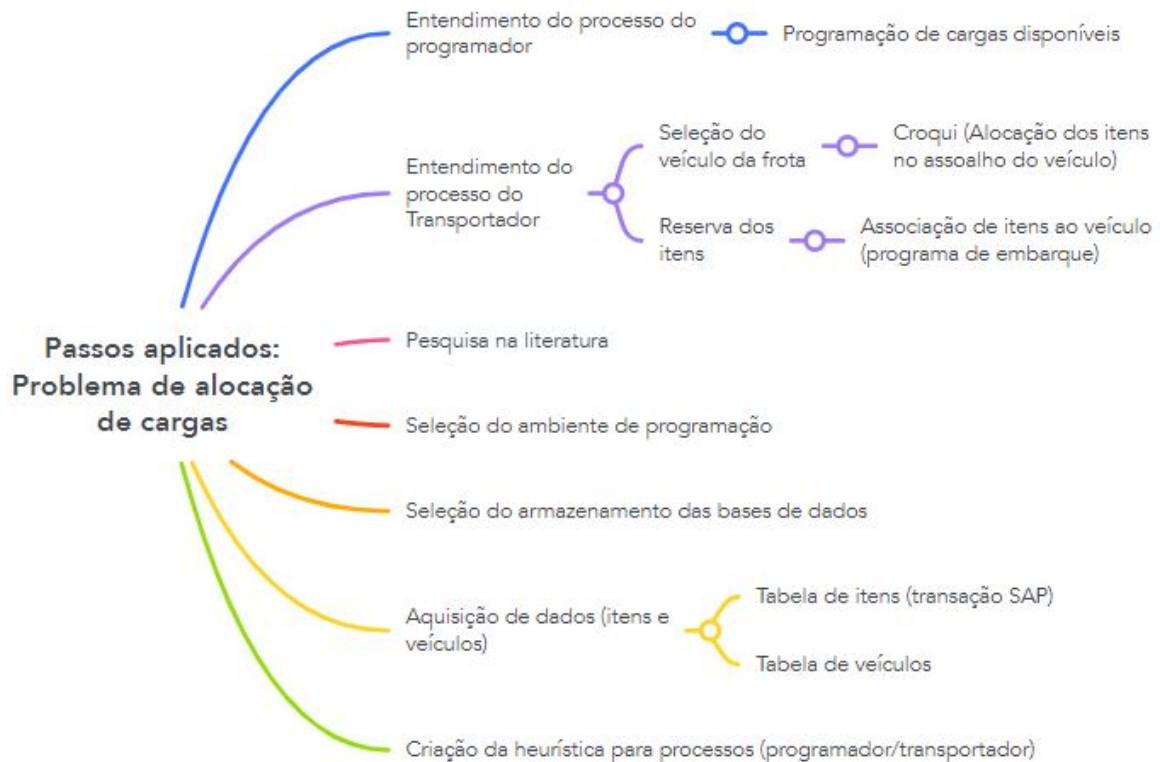 Entendimento do processo do
programador
Programação de cargas disponíveis
Entendimento do
processo do
Transportador
Seleção do
veículo da frota
Croqui (Alocação dos itens
no assoalho do veículo)
Reserva dos
itens
Associação de itens ao veículo
(programa de embarque)
Passos aplicados:
Problema de alocação
de cargas
Pesquisa na literatura
Seleção do ambiente de programação
Seleção do armazenamento das bases de dados
Aquisição de dados (itens e
veículos)
Tabela de itens (transação SAP)
Tabela de veículos
Criação da heurística para processos (programador/transportador)